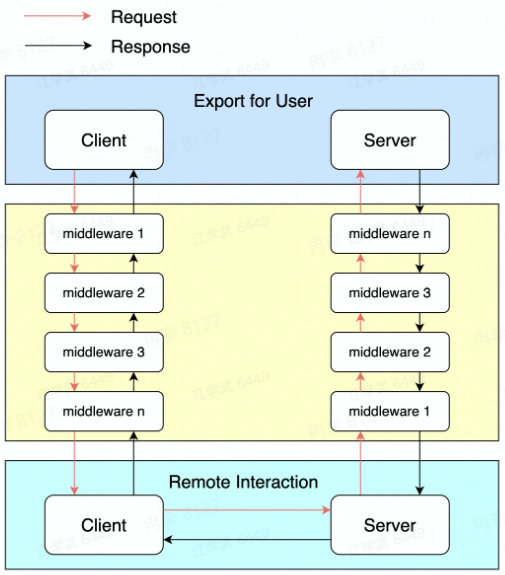 Request
Response
Export for User
Client
Server
middleware 1
middleware n
middleware 2
middleware 3
middleware 3
middleware 2
middleware n
middleware 1
Remote Interaction
Client
Server